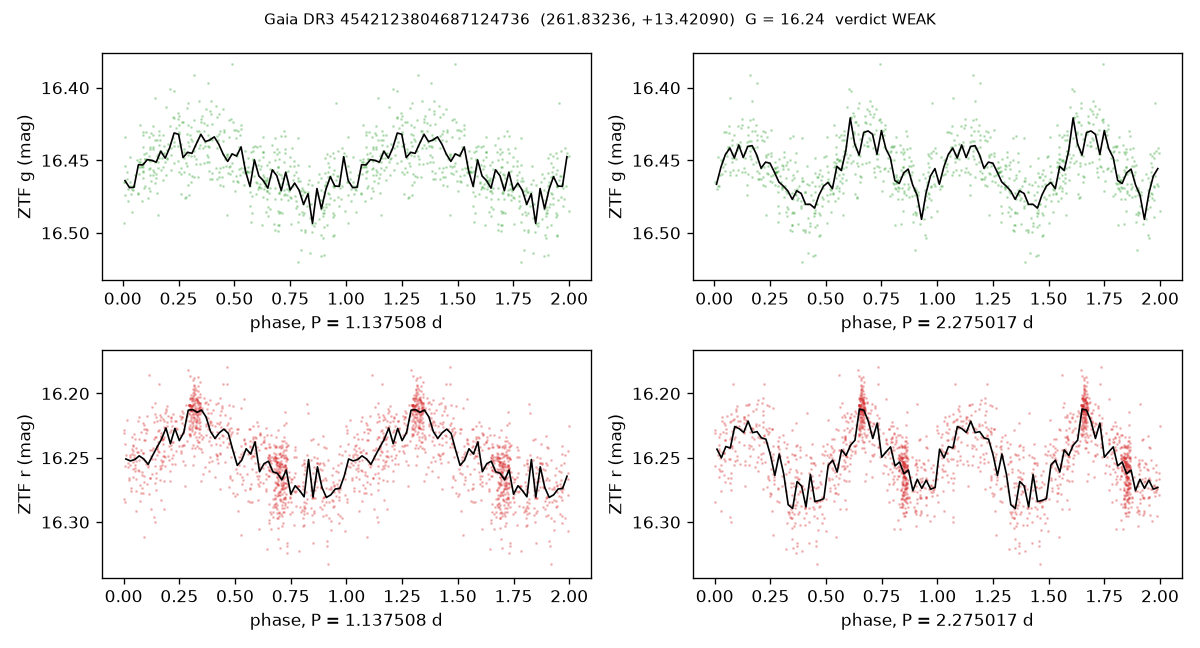 Gaia DR3 4542123804687124736 (261.83236, +13.42090) G = 16.24 verdict WEAK
ZTF g (mag)
16.40
16.45
16.50
0.00 0.25 0.50 0.75 1.00 1.25 1.50 1.75 2.00
phase, P = 1.137508 d
ZTF g (mag)
16.40
16.45
16.50
0.00 0.25 0.50 0.75 1.00 1.25 1.50 1.75 2.00
phase, P = 2.275017 d
ZTF r (mag)
16.20
16.25
16.30
0.00 0.25 0.50 0.75 1.00 1.25 1.50 1.75 2.00
phase, P = 1.137508 d
ZTF r (mag)
16.20
16.25
16.30
0.00 0.25 0.50 0.75 1.00 1.25 1.50 1.75 2.00
phase, P = 2.275017 d